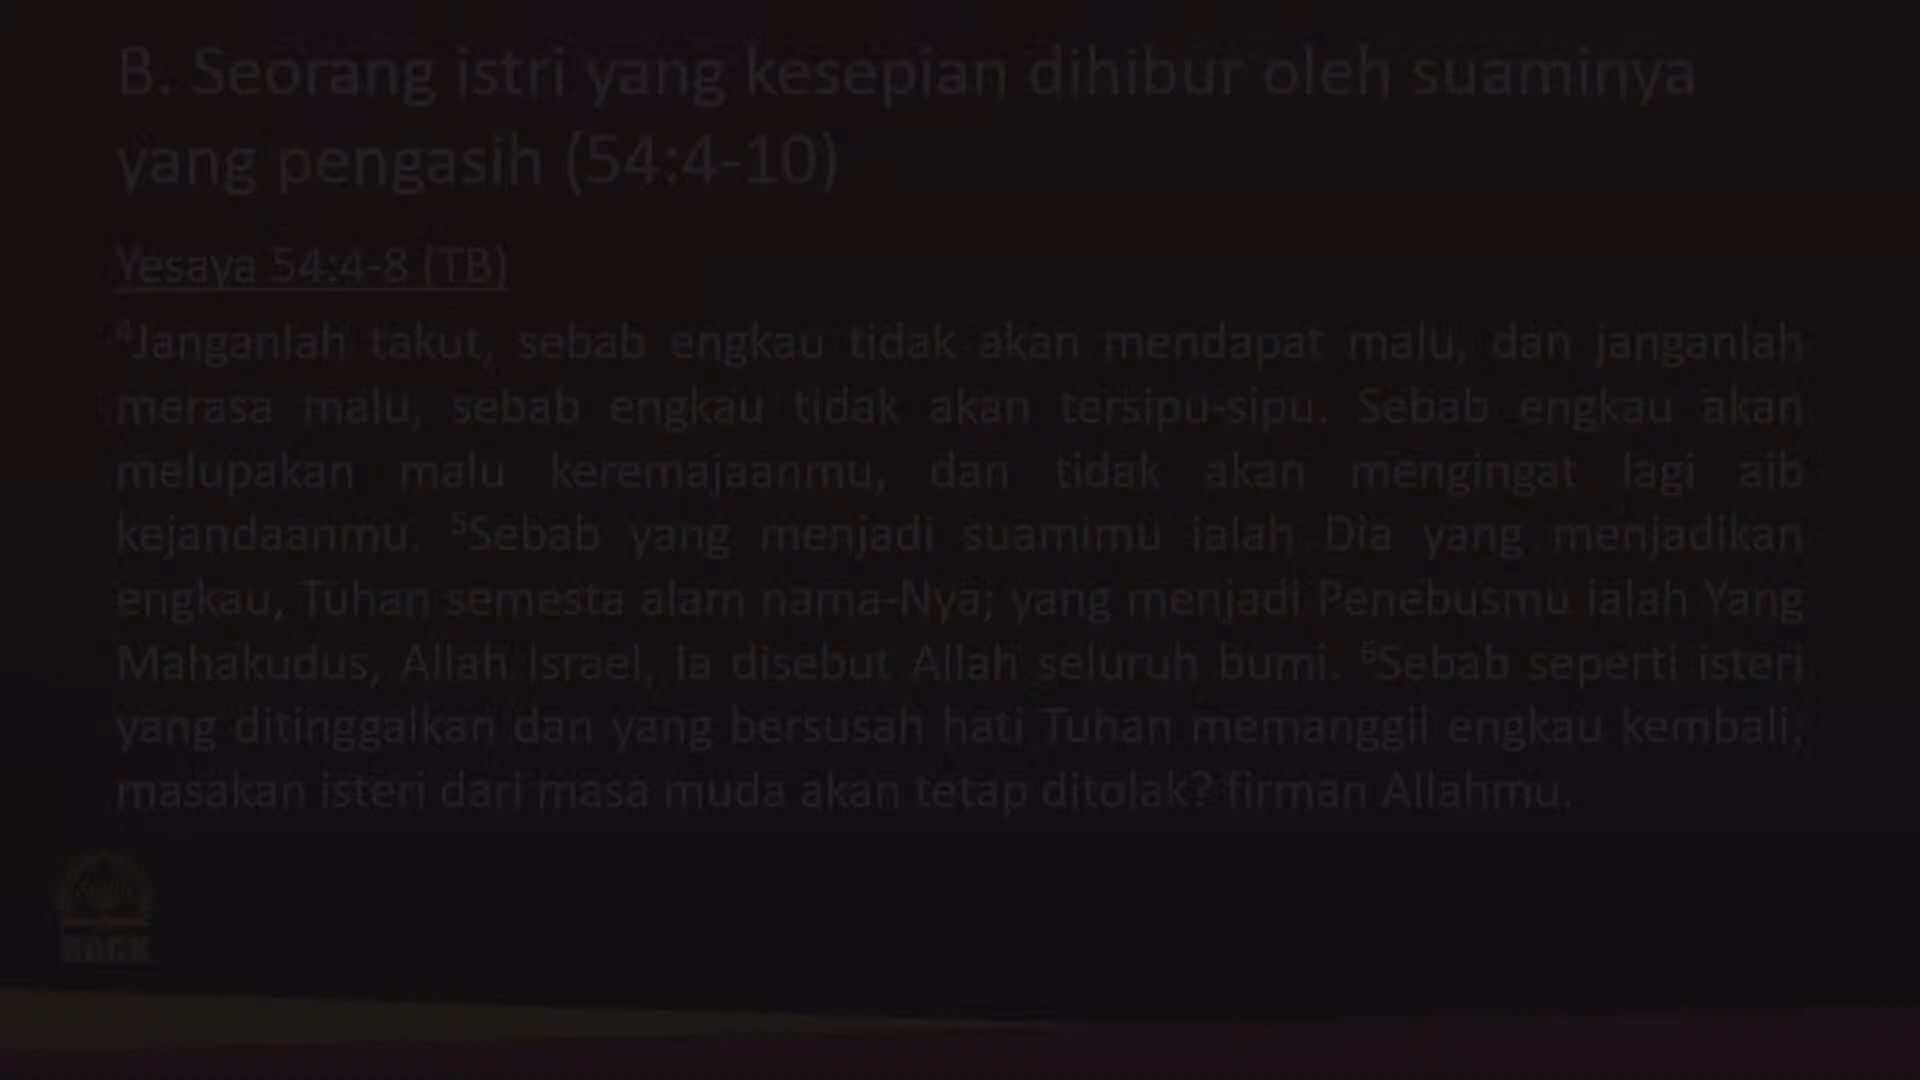 B. Seorang istri yang kesepian dihibur oleh suaminya
yang pengasih (54:4-10)
Yesaya 54:4-8 (TB)
⁴Janganlah takut, sebab engkau tidak akan mendapat malu, dan janganlah
merasa malu, sebab engkau tidak akan tersipu-sipu. Sebab engkau akan
melupakan malu keremajaanmu, dan tidak akan mengingat lagi aib
kejandaanmu. ⁵Sebab yang menjadi suamimu ialah Dia yang menjadikan
engkau, Tuhan semesta alam nama-Nya; yang menjadi Penebusmu ialah Yang
Mahakudus, Allah Israel, Ia disebut Allah seluruh bumi. ⁶Sebab seperti isteri
yang ditinggalkan dan yang bersusah hati Tuhan memanggil engkau kembali;
masakan isteri dari masa muda akan tetap ditolak? firman Allahmu.